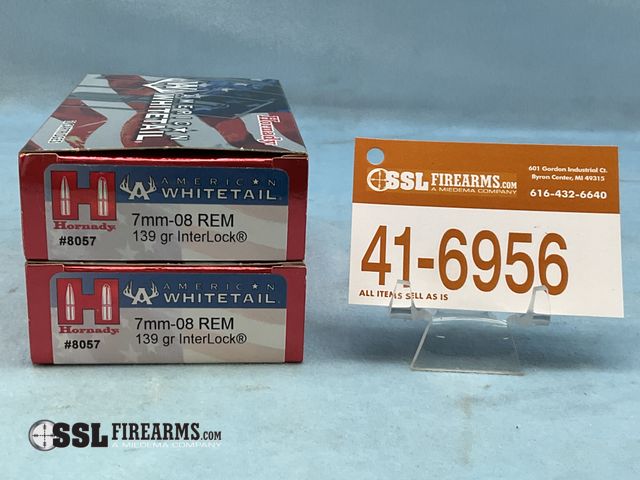 AMERICAN
WHITETAIL
Hornady
H
Hornady
#8057
AMERICAN
WHITETAIL
7mm-08 REM
139 gr InterLock®
H
Hornady
#8057
AMERICAN
WHITETAIL
7mm-08 REM
139 gr InterLock®
SSL FIREARMS.COM
A MIEDEMA COMPANY
601 Gordon Industrial Ct.
Byron Center, MI 49315
616-432-6640
41-6956
ALL ITEMS SELL AS IS
SSL FIREARMS.COM
A MIEDEMA COMPANY